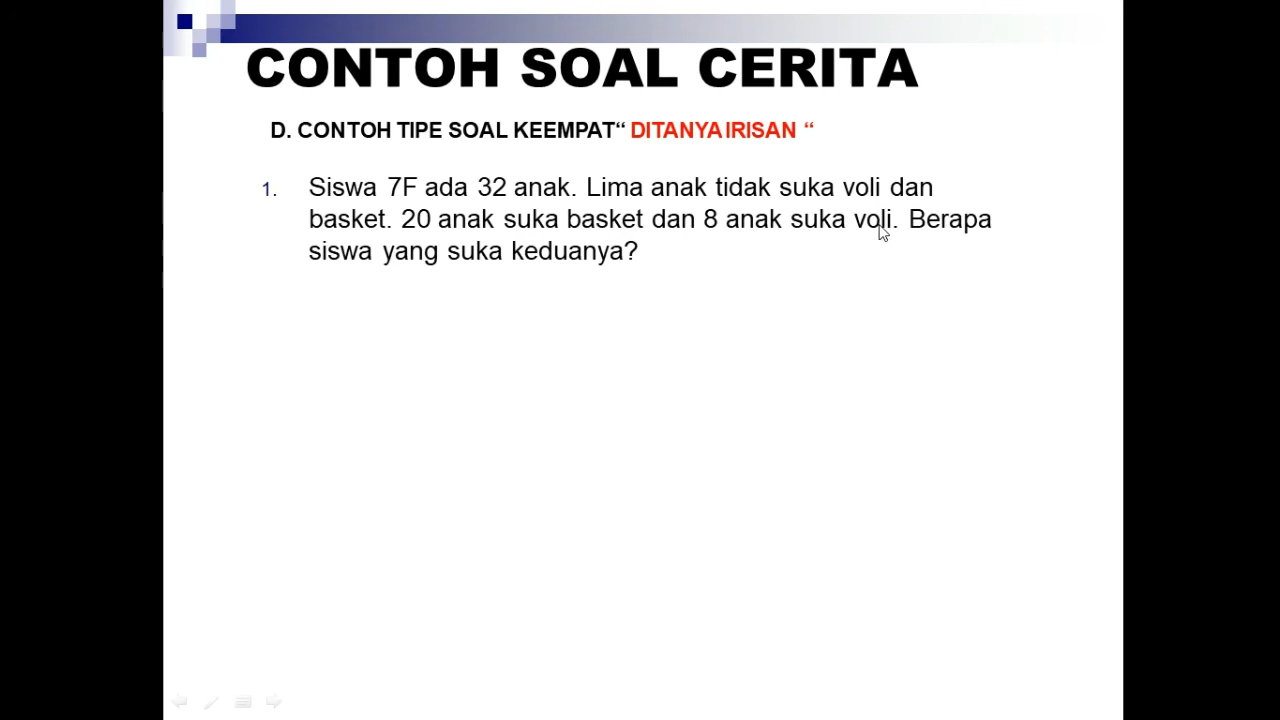 CONTOH SOAL CERITA
D. CONTOH TIPE SOAL KEEMPAT“ DITANYA IRISAN “
1. Siswa 7F ada 32 anak. Lima anak tidak suka voli dan
basket. 20 anak suka basket dan 8 anak suka voli. Berapa
siswa yang suka keduanya?